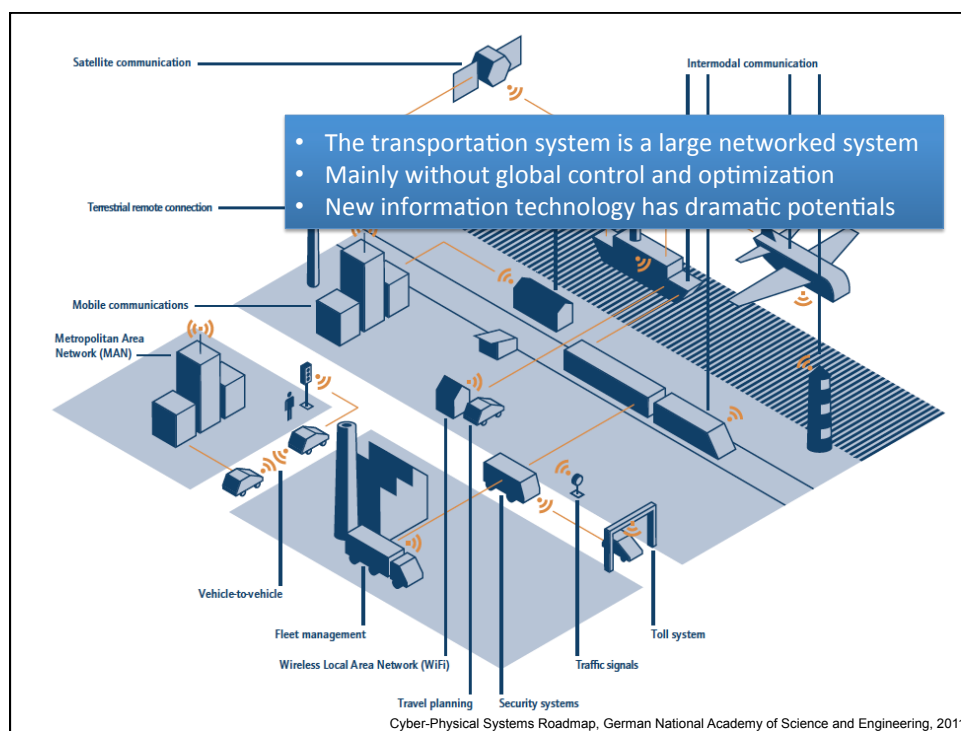 Satellite communication
Intermodal communication
• The transportation system is a large networked system
• Mainly without global control and optimization
• New information technology has dramatic potentials
Terrestrial remote connection
Mobile communications
Metropolitan Area
Network (MAN)
Vehicle-to-vehicle
Fleet management
Toll system
Wireless Local Area Network (WiFi)
Traffic signals
Travel planning
Security systems
Cyber-Physical Systems Roadmap, German National Academy of Science and Engineering, 2011